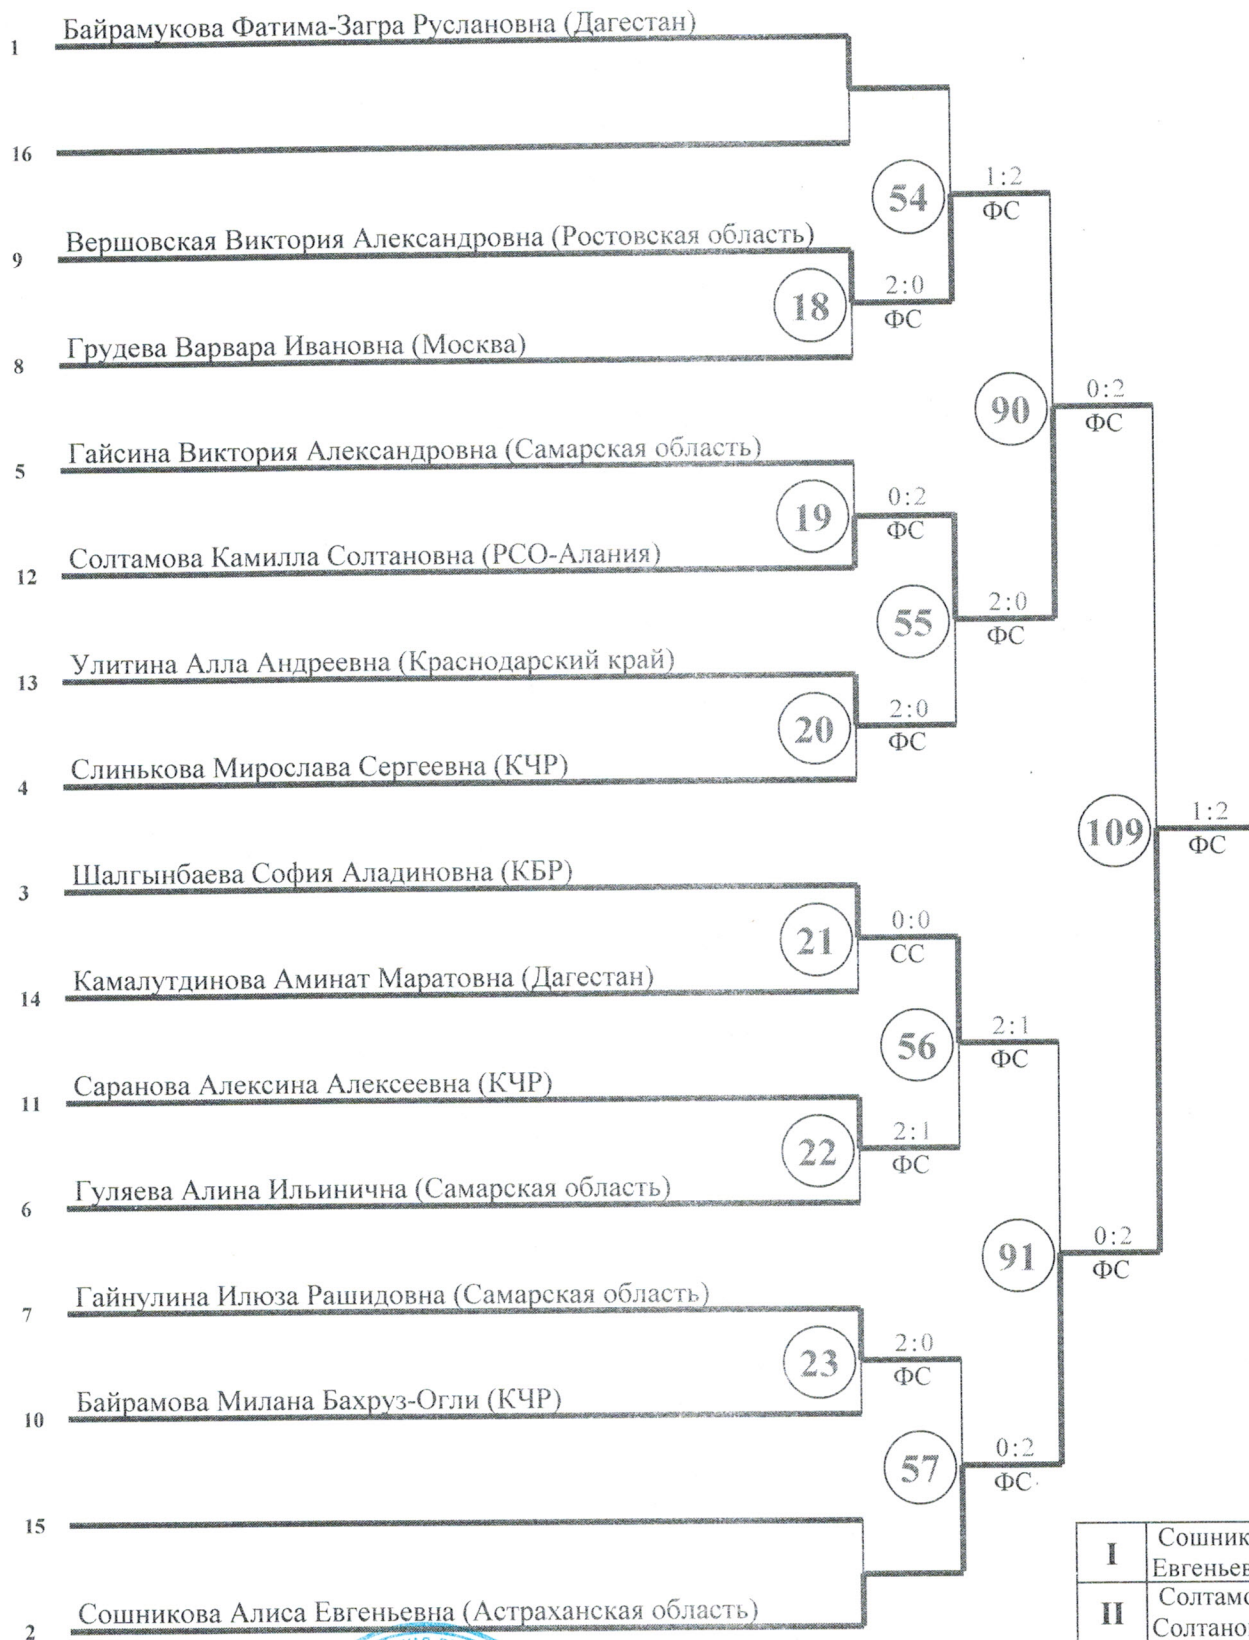 Байрамукова Фатима-Загра Руслановна (Дагестан)
1
16
54
1:2
ФС
Вершовская Виктория Александровна (Ростовская область)
9
18
2:0
ФС
Грудева Варвара Ивановна (Москва)
8
90
0:2
ФС
Гайсина Виктория Александровна (Самарская область)
5
19
0:2
ФС
Солтамова Камилла Солтановна (РСО-Алания)
12
55
2:0
ФС
Улитина Алла Андреевна (Краснодарский край)
13
20
2:0
ФС
Слинькова Мирослава Сергеевна (КЧР)
4
109
1:2
ФС
Шалгынбаева София Аладиновна (КБР)
3
21
0:0
СС
Камалутдинова Аминат Маратовна (Дагестан)
14
56
2:1
ФС
Саранова Алексина Алексеевна (КЧР)
11
22
2:1
ФС
Гуляева Алина Ильинична (Самарская область)
6
91
0:2
ФС
Гайнулина Илюза Рашидовна (Самарская область)
7
23
2:0
ФС
Байрамова Милана Бахруз-Огли (КЧР)
10
57
0:2
ФС
15
I
Сошник
Евгеньев
Сошникова Алиса Евгеньевна (Астраханская область)
2
II
Солтамо
Солтано